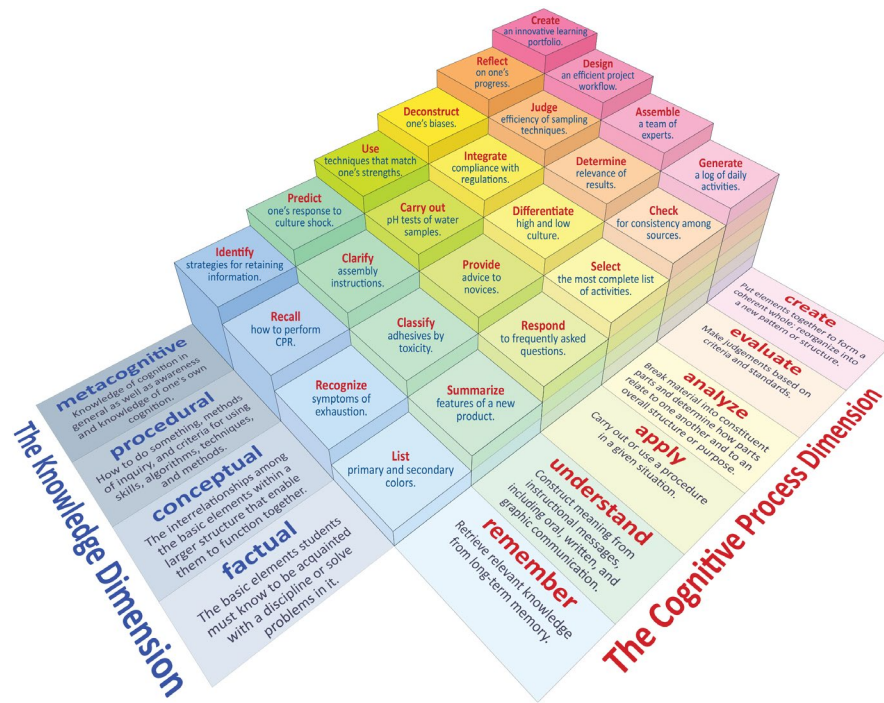 Create
an innovative learning
portfolio.
Reflect
on one's
progress.
Design
an efficient project
workflow.
Deconstruct
one's biases.
Judge
efficiency of sampling
techniques.
Assemble
a team of
experts.
Use
techniques that match
one's strengths.
Integrate
compliance with
regulations.
Determine
relevance of
results.
Generate
a log of daily
activities.
Predict
one's response to
culture shock.
Carry out
pH tests of water
samples.
Differentiate
high and low
culture.
Check
for consistency among
sources.
Identify
strategies for retaining
information.
Clarify
assembly
instructions.
Provide
advice to
novices.
Select
the most complete list
of activities.
Recall
how to perform
CPR.
Classify
adhesives by
toxicity.
Respond
to frequently asked
questions.
Recognize
symptoms of
exhaustion.
Summarize
features of a new
product.
List
primary and secondary
colors.
The Knowledge Dimension
metacognitive
Knowledge of cognition in
general as well as awareness
and knowledge of one's own
cognition.
procedural
How to do something, methods
of inquiry, and criteria for using
skills, algorithms, techniques,
and methods.
conceptual
The interrelationships among
the basic elements within a
larger structure that enable
them to function together.
factual
The basic elements students
must know to be acquainted
with a discipline or solve
problems in it.
The Cognitive Process Dimension
remember
Retrieve relevant knowledge
from long-term memory.
understand
Construct meaning from
instructional messages,
including oral, written, and
graphic communication.
apply
Carry out or use a procedure
in a given situation.
analyze
Break material into constituent
parts and determine how parts
relate to one another and to an
overall structure or purpose.
evaluate
Make judgements based on
criteria and standards.
create
Put elements together to form a
coherent whole; reorganize into
a new pattern or structure.